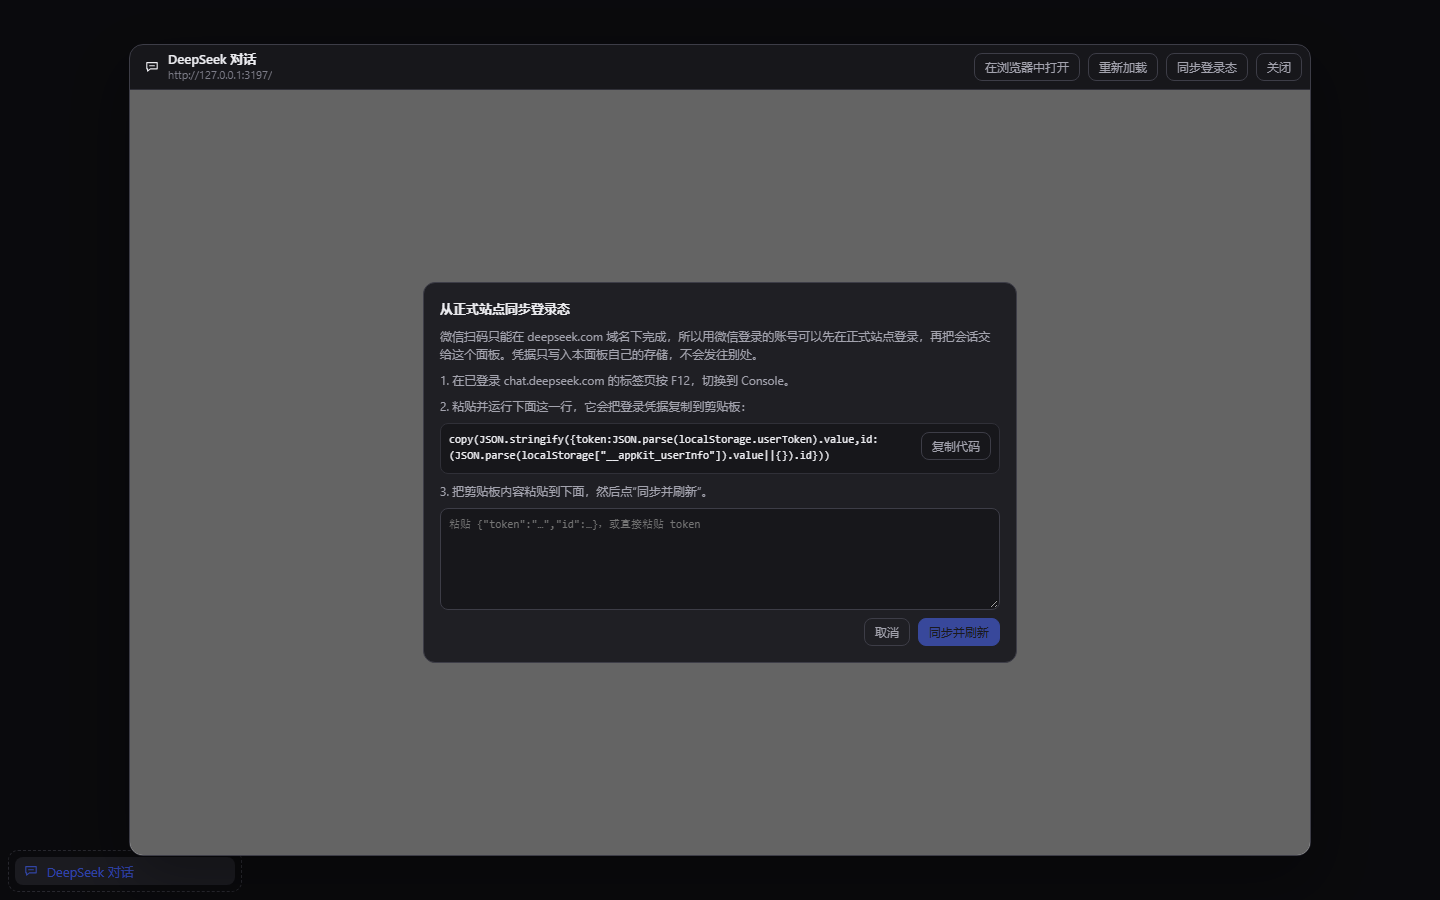 DeepSeek 对话
http://127.0.0.1:3197/
在浏览器中打开
重新加载
同步登录态
关闭
从正式站点同步登录态
微信扫码只能在 deepseek.com 域名下完成，所以用微信登录的账号可以先在正式站点登录，再把会话交
给这个面板。凭据只写入本面板自己的存储，不会发往别处。
1. 在已登录 chat.deepseek.com 的标签页按 F12，切换到 Console。
2. 粘贴并运行下面这一行，它会把登录凭据复制到剪贴板：
copy(JSON.stringify({token:JSON.parse(localStorage.userToken).value,id:
(JSON.parse(localStorage["__appKit_userInfo"]).value||{}).id}))
复制代码
3. 把剪贴板内容粘贴到下面，然后点"同步并刷新"。
粘贴 {"token":"…","id":…}，或直接粘贴 token
取消
同步并刷新
DeepSeek 对话